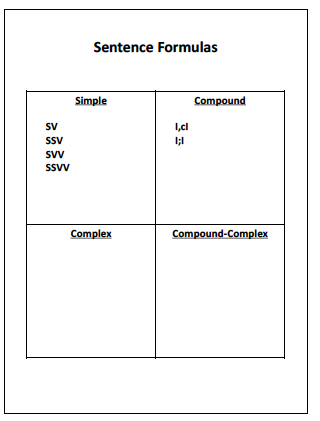 Sentence Formulas
Simple
SV
SSV
SVV
SSVV
Compound
I,cI
I;I
Complex
Compound-Complex